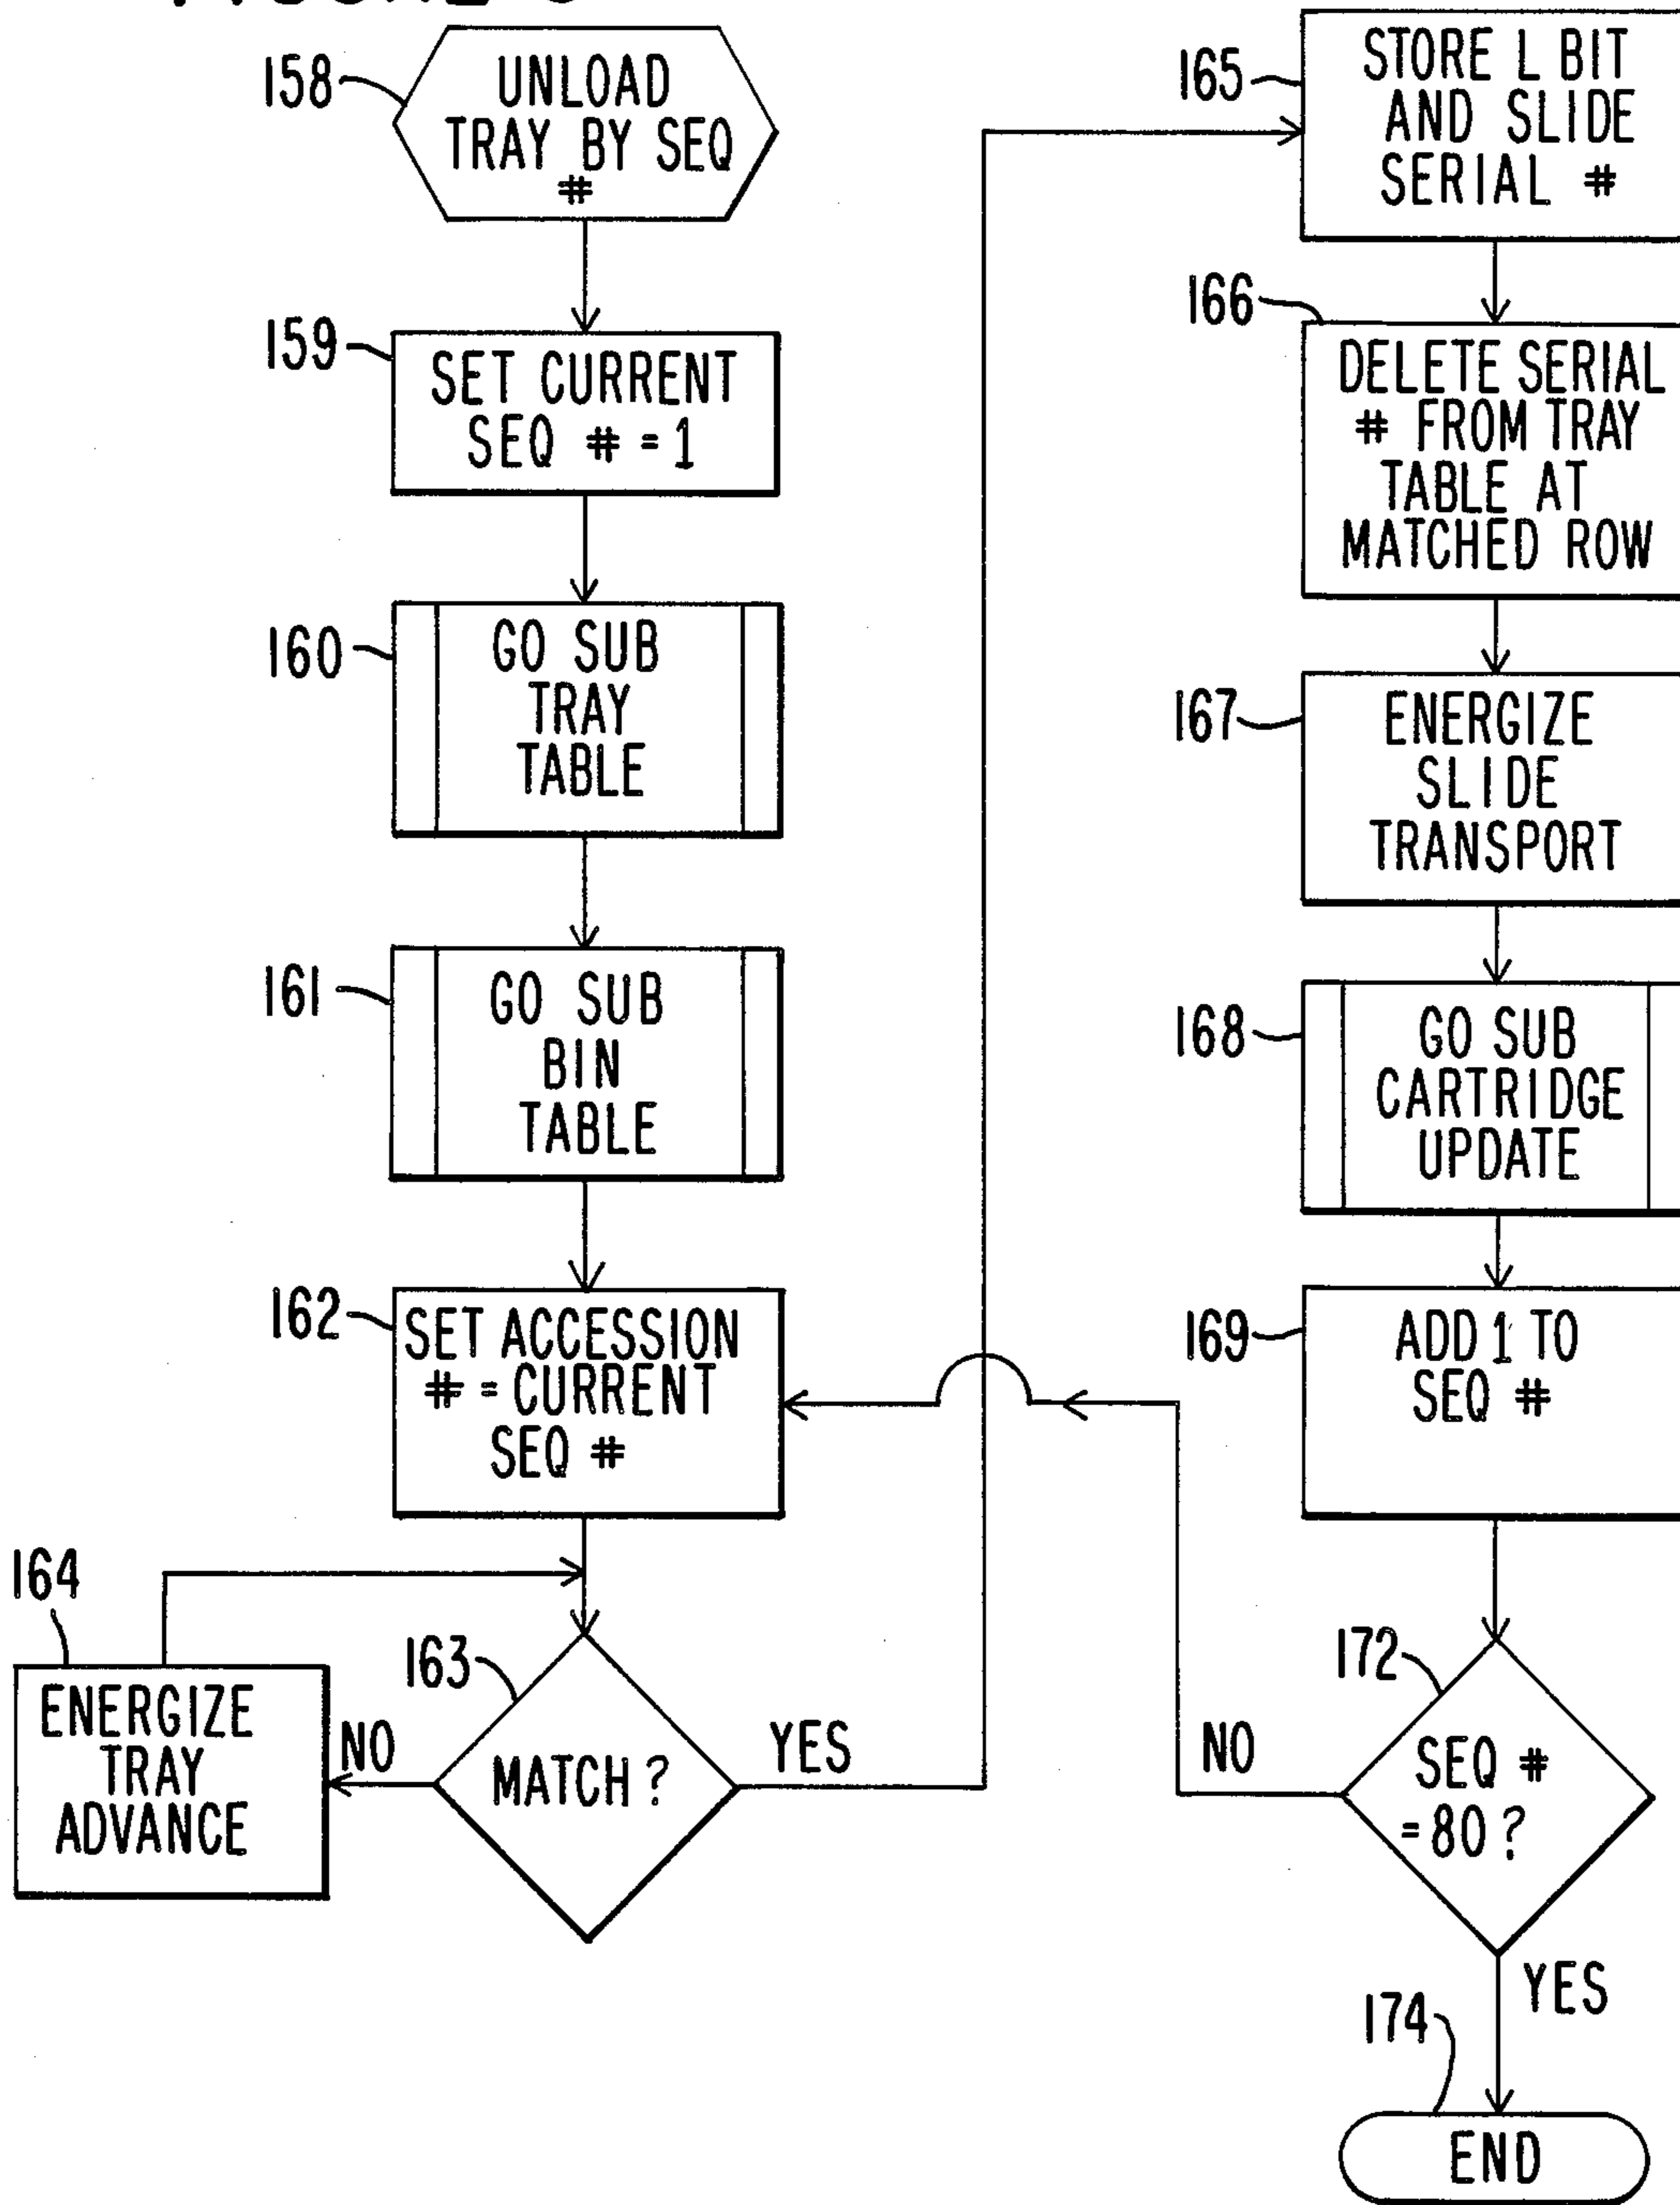 158
UNLOAD
TRAY BY SEQ
#
159
SET CURRENT
SEQ # = 1
160
GO SUB
TRAY
TABLE
161
GO SUB
BIN
TABLE
162
SET ACCESSION
# = CURRENT
SEQ #
163
MATCH ?
NO
YES
164
ENERGIZE
TRAY
ADVANCE
165
STORE L BIT
AND SLIDE
SERIAL #
166
DELETE SERIAL
# FROM TRAY
TABLE AT
MATCHED ROW
167
ENERGIZE
SLIDE
TRANSPORT
168
GO SUB
CARTRIDGE
UPDATE
169
ADD 1 TO
SEQ #
172
SEQ #
= 80 ?
NO
YES
174
END